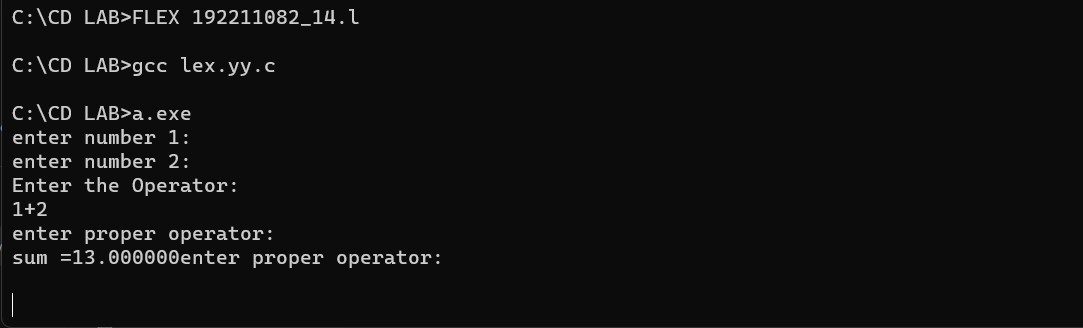 C:\CD LAB>FLEX 192211082_14.l
C:\CD LAB>gcc lex.yy.c
C:\CD LAB>a.exe
enter number 1:
enter number 2:
Enter the Operator:
1+2
enter proper operator:
sum =13.000000enter proper operator: